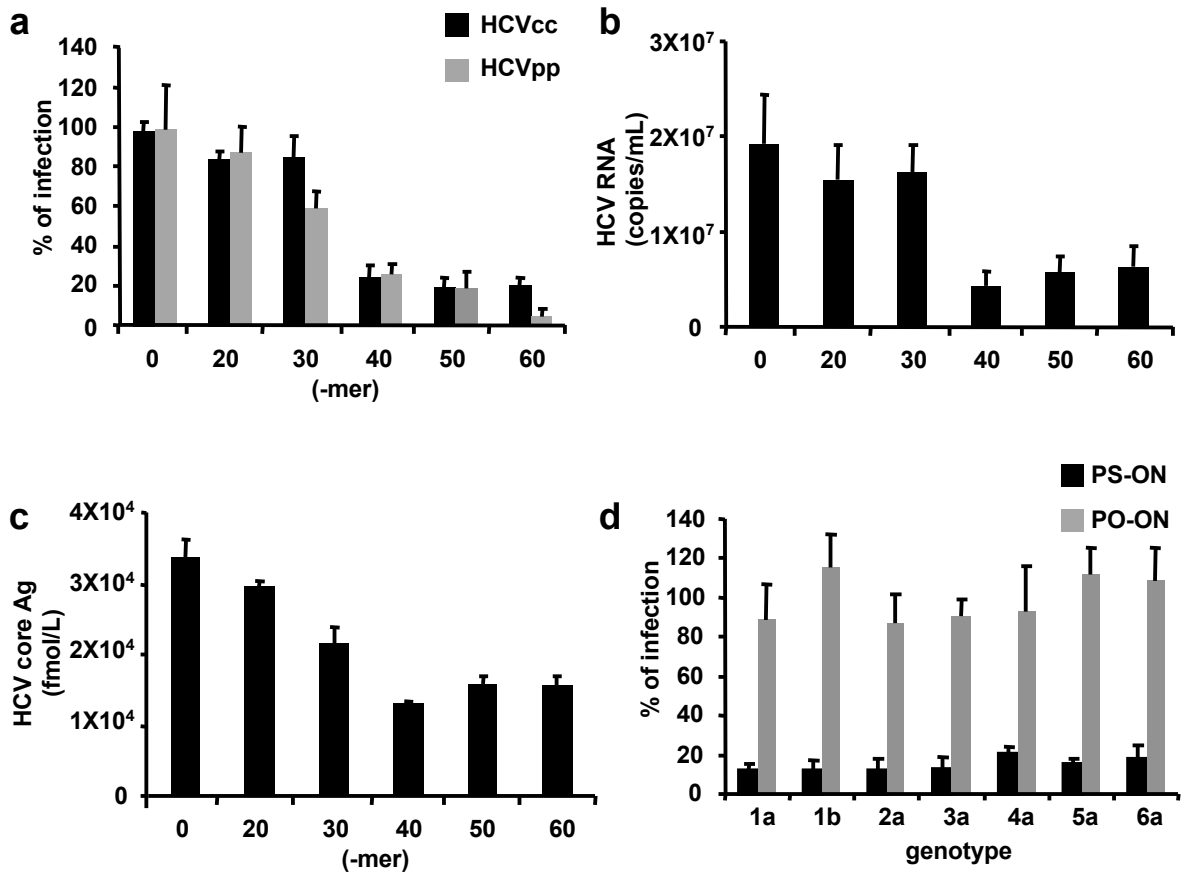 a
HCVcc
HCVpp
140
120
100
80
60
40
20
0
% of infection
0 20 30 40 50 60
(-mer)
b
3X10⁷
2X10⁷
1X10⁷
0
HCV RNA
(copies/mL)
0 20 30 40 50 60
c
4X10⁴
3X10⁴
2X10⁴
1X10⁴
0
HCV core Ag
(fmol/L)
0 20 30 40 50 60
(-mer)
d
PS-ON
PO-ON
140
120
100
80
60
40
20
0
% of infection
1a 1b 2a 3a 4a 5a 6a
genotype